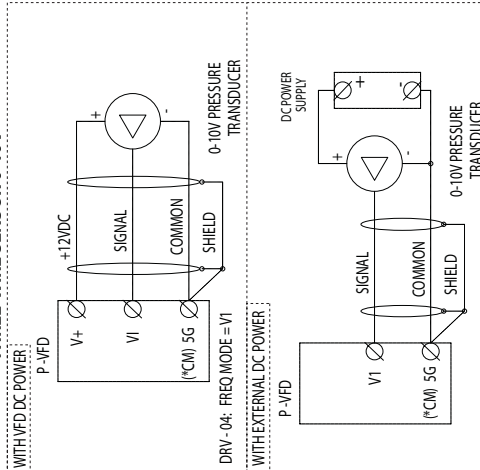 WITH VFD DC POWER
P-VFD
V+
VI
(*CM) 5G
+12VDC
SIGNAL
COMMON
SHIELD
+
-
0-10V PRESSURE
TRANSDUCER
DRV - 04: FREQ MODE = V1
WITH EXTERNAL DC POWER
P-VFD
V1
(*CM) 5G
SIGNAL
COMMON
SHIELD
+
-
DC POWER
SUPPLY
+
-
0-10V PRESSURE
TRANSDUCER